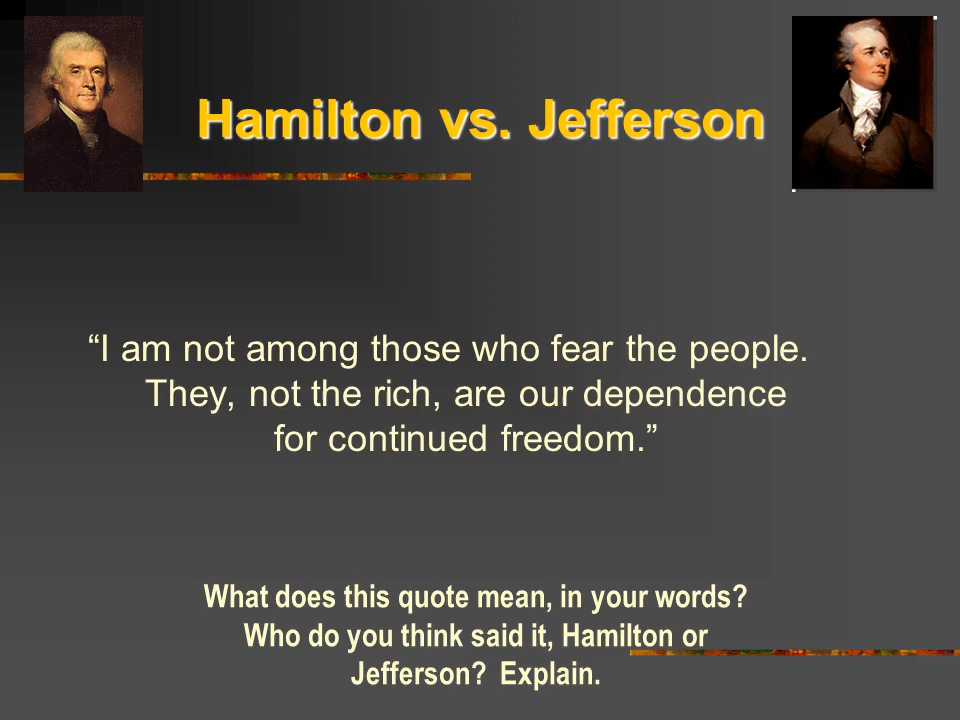 Hamilton vs. Jefferson
“I am not among those who fear the people.
They, not the rich, are our dependence
for continued freedom.”
What does this quote mean, in your words?
Who do you think said it, Hamilton or
Jefferson? Explain.